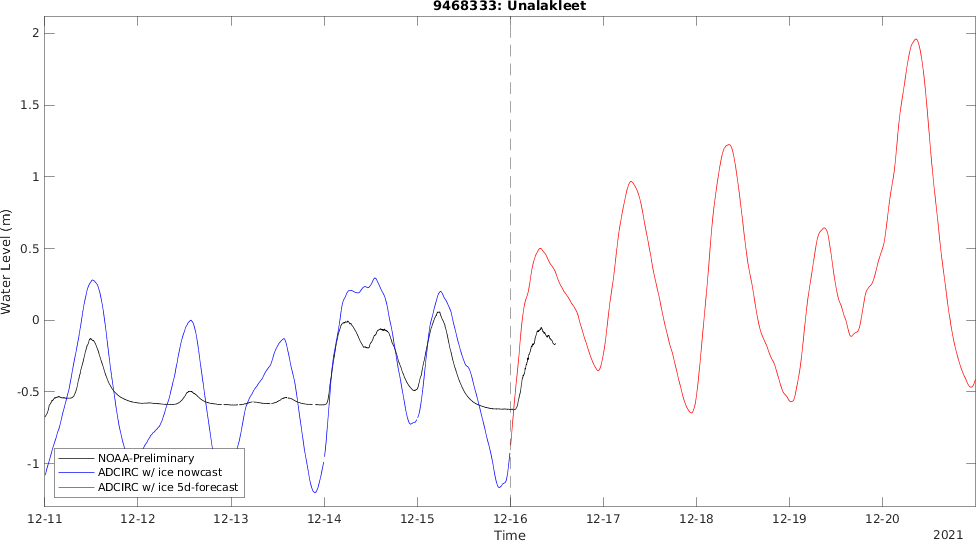 9468333: Unalakleet
Water Level (m)
2
1.5
1
0.5
0
-0.5
-1
NOAA-Preliminary
ADCIRC w/ ice nowcast
ADCIRC w/ ice 5d-forecast
12-11 12-12 12-13 12-14 12-15 12-16 12-17 12-18 12-19 12-20
Time
2021